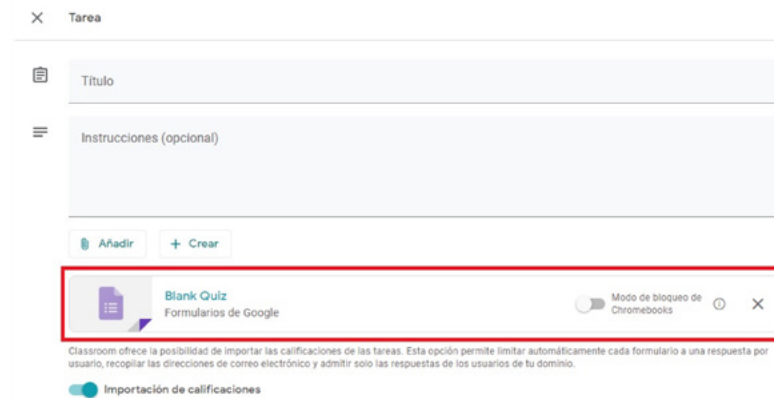 Tarea
Título
Instrucciones (opcional)
Añadir
+ Crear
Blank Quiz
Formularios de Google
Modo de bloqueo de
Chromebooks
Classroom ofrece la posibilidad de importar las calificaciones de las tareas. Esta opción permite limitar automáticamente cada formulario a una respuesta por
usuario, recopilar las direcciones de correo electrónico y admitir solo las respuestas de los usuarios de tu dominio.
Importación de calificaciones